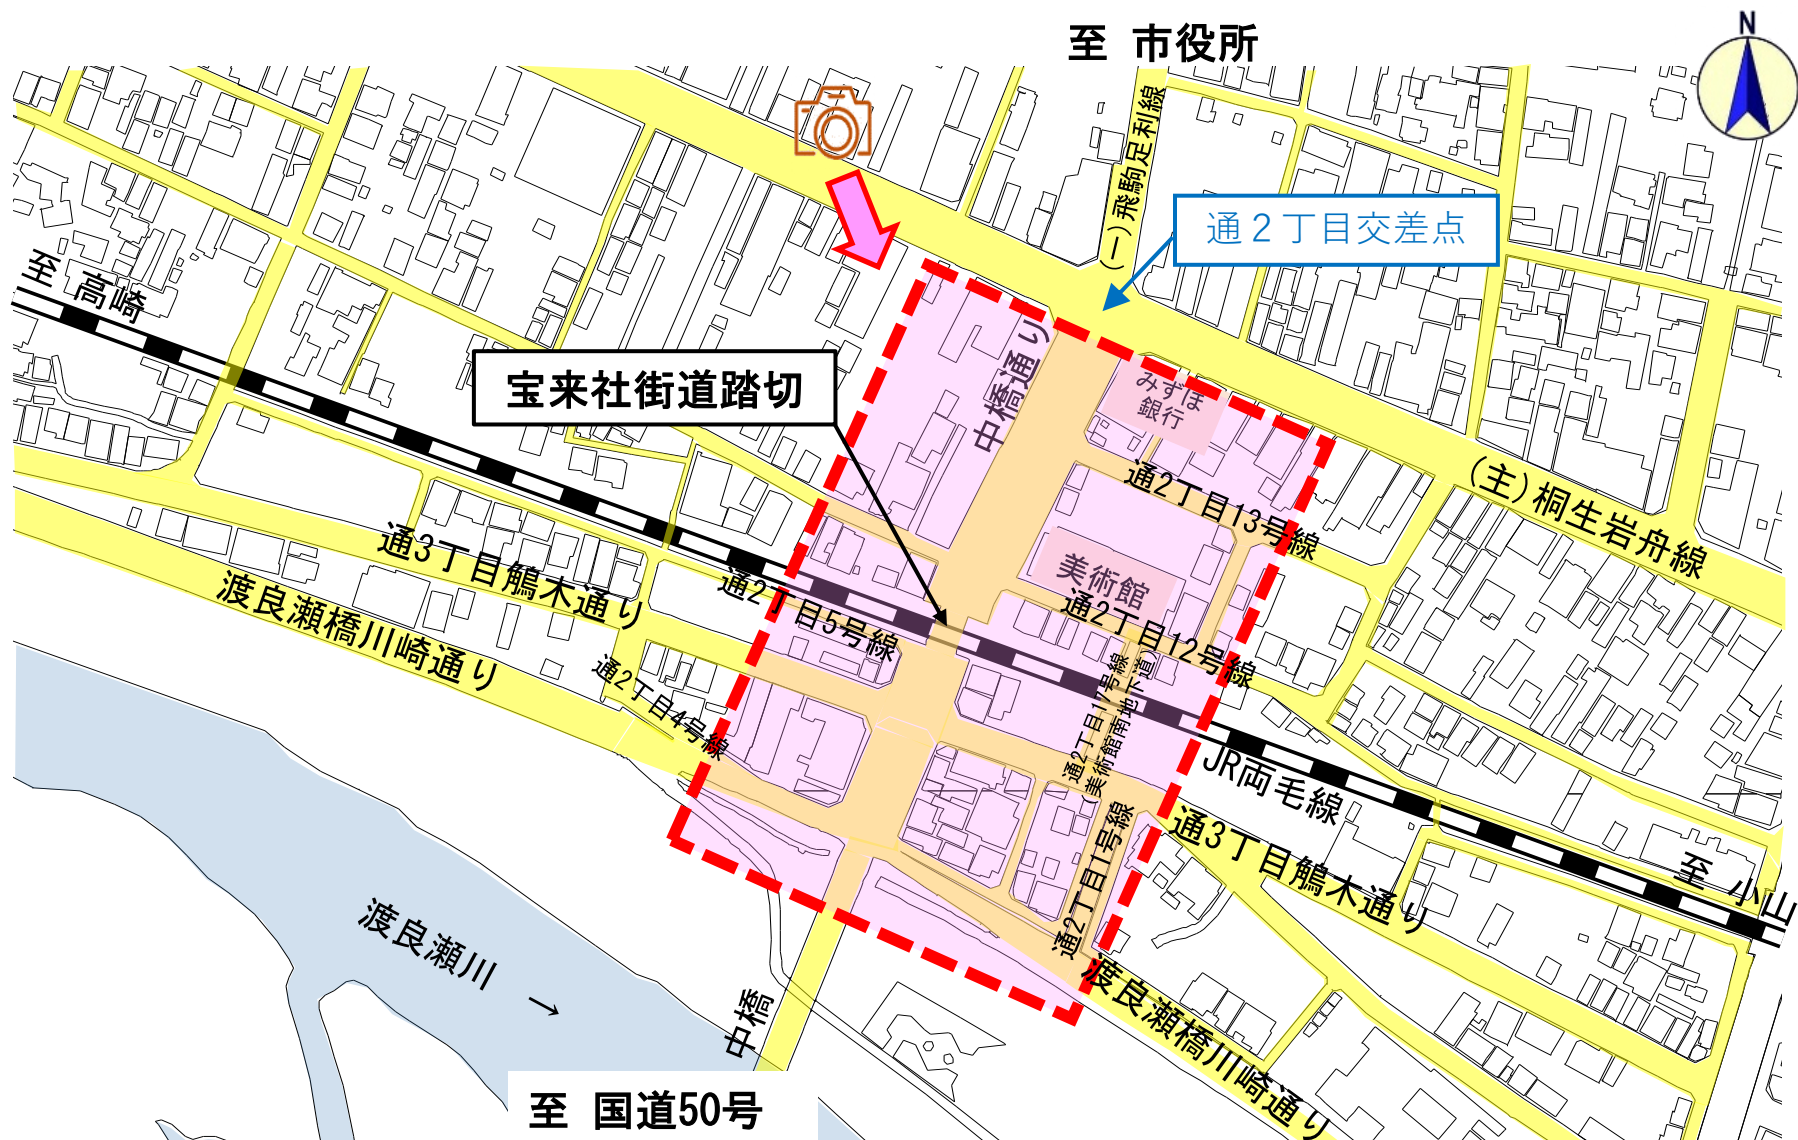 至 市役所
N
(一)飛駒足利線
通２丁目交差点
至 高崎
中橋通り
みずほ
銀行
宝来社街道踏切
通2丁目13号線
(主)桐生岩舟線
通3丁目鵤木通り
渡良瀬橋川崎通り
通2丁目5号線
美術館
通2丁目12号線
通2丁目4号線
通2丁目17号線
(美術館南地下道
JR両毛線
通2丁目1号線
通3丁目鵤木通り
至 小山
渡良瀬川 →
中橋
渡良瀬橋川崎通り
至 国道50号